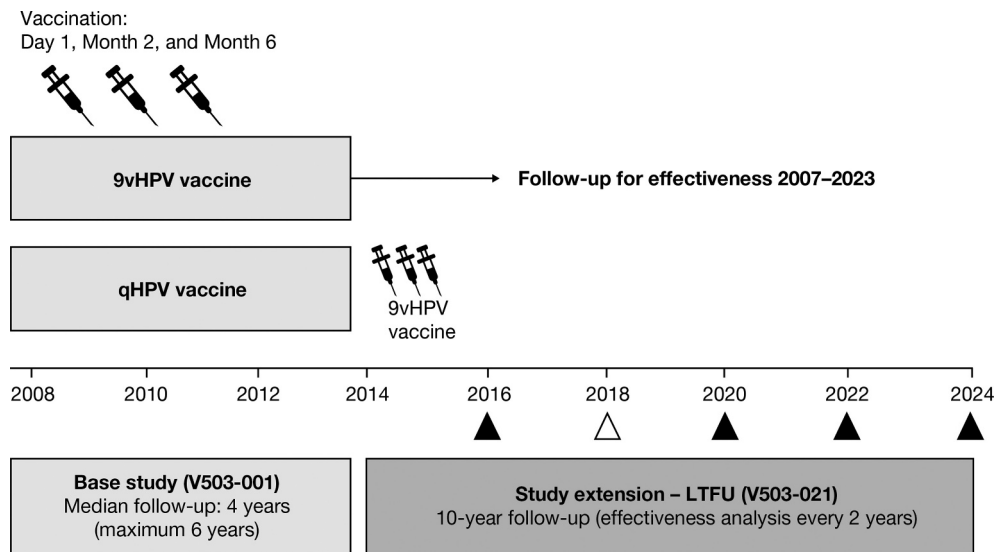 Vaccination:
Day 1, Month 2, and Month 6
9vHPV vaccine
Follow-up for effectiveness 2007–2023
qHPV vaccine
9vHPV
vaccine
2008 2010 2012 2014 2016 2018 2020 2022 2024
Base study (V503-001)
Median follow-up: 4 years
(maximum 6 years)
Study extension – LTFU (V503-021)
10-year follow-up (effectiveness analysis every 2 years)